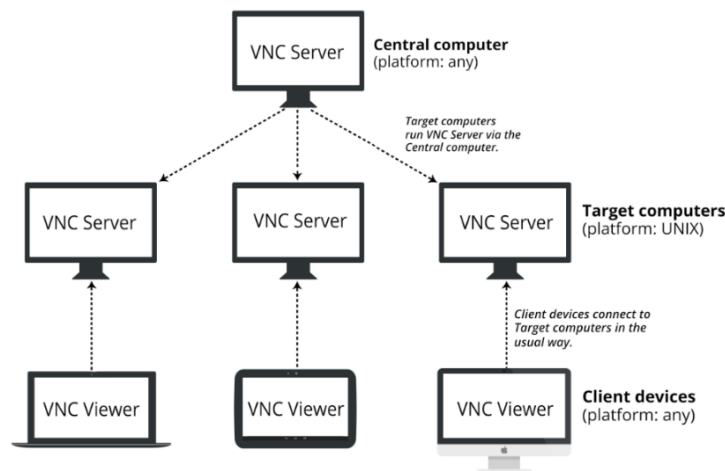 VNC Server
Central computer
(platform: any)
Target computers
run VNC Server via the
Central computer.
VNC Server
VNC Server
VNC Server
Target computers
(platform: UNIX)
Client devices connect to
Target computers in the
usual way.
VNC Viewer
VNC Viewer
VNC Viewer
Client devices
(platform: any)